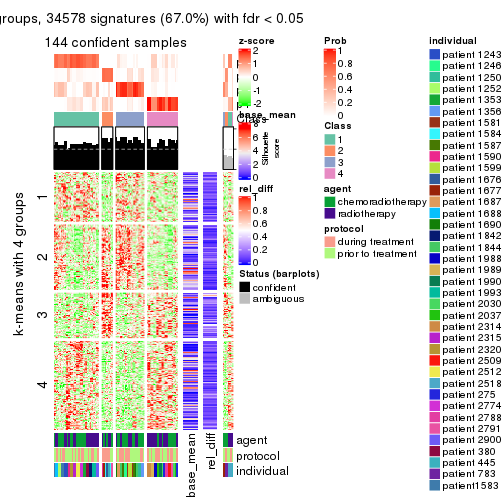 groups, 34578 signatures (67.0%) with fdr < 0.05
144 confident samples
k-means with 4 groups
1
2
3
4
Class
Silhouette
score
agent
protocol
individual
base_mean
rel_diff
z-score
2
1
0
-1
-2
base_mean
8
6
4
2
0
rel_diff
1
0.5
0
Status (barplots)
confident
ambiguous
Prob
1
0.8
0.6
0.4
0.2
0
Class
1
2
3
4
agent
chemoradiotherapy
radiotherapy
protocol
during treatment
prior to treatment
individual
patient 1243
patient 1246
patient 1250
patient 1252
patient 1353
patient 1356
patient 1581
patient 1584
patient 1587
patient 1590
patient 1599
patient 1676
patient 1677
patient 1687
patient 1688
patient 1690
patient 1842
patient 1844
patient 1988
patient 1989
patient 1990
patient 1993
patient 2030
patient 2037
patient 2314
patient 2315
patient 2320
patient 2509
patient 2512
patient 2518
patient 275
patient 2774
patient 2788
patient 2791
patient 2900
patient 380
patient 445
patient 783
patient1583